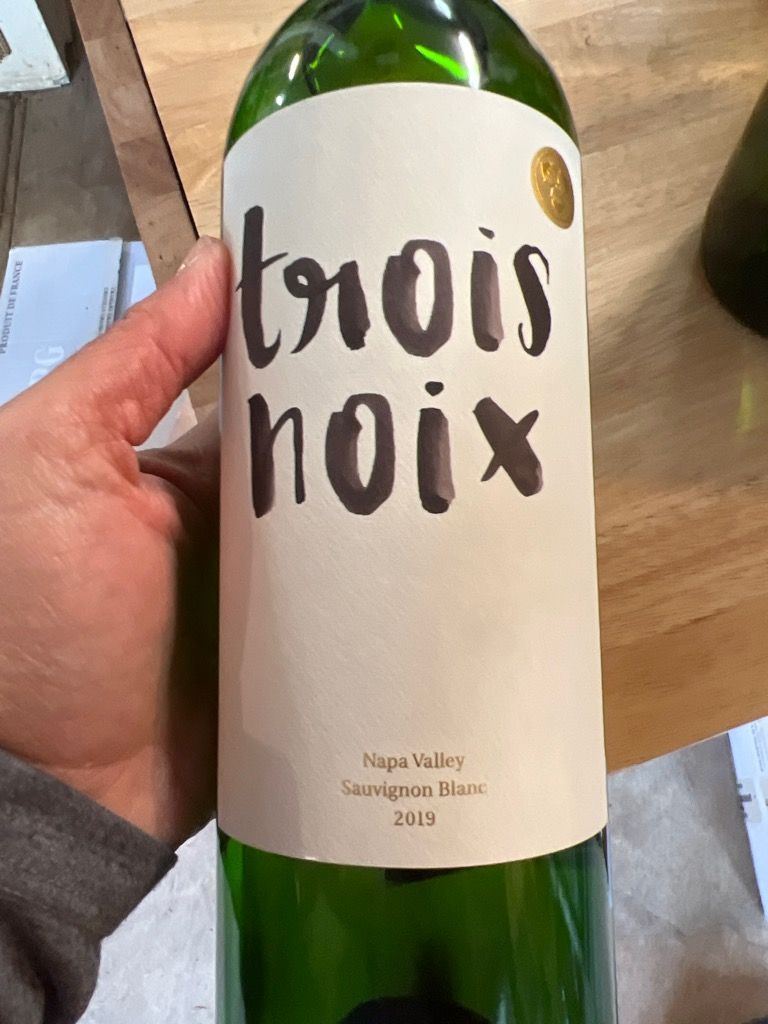 trois
noix
Napa Valley
Sauvignon Blanc
2019
PRODUIT DE FRANCE